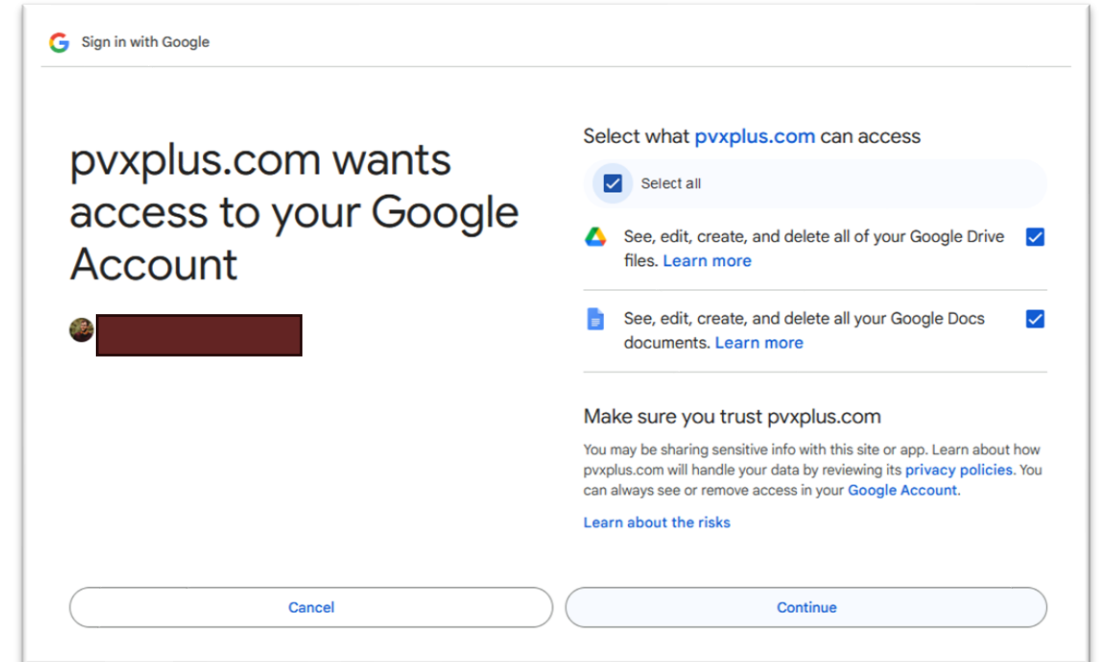 Sign in with Google
pvxplus.com wants
access to your Google
Account
Select what pvxplus.com can access
Select all
See, edit, create, and delete all of your Google Drive
files. Learn more
See, edit, create, and delete all your Google Docs
documents. Learn more
Make sure you trust pvxplus.com
You may be sharing sensitive info with this site or app. Learn about how
pvxplus.com will handle your data by reviewing its privacy policies. You
can always see or remove access in your Google Account.
Learn about the risks
Cancel
Continue